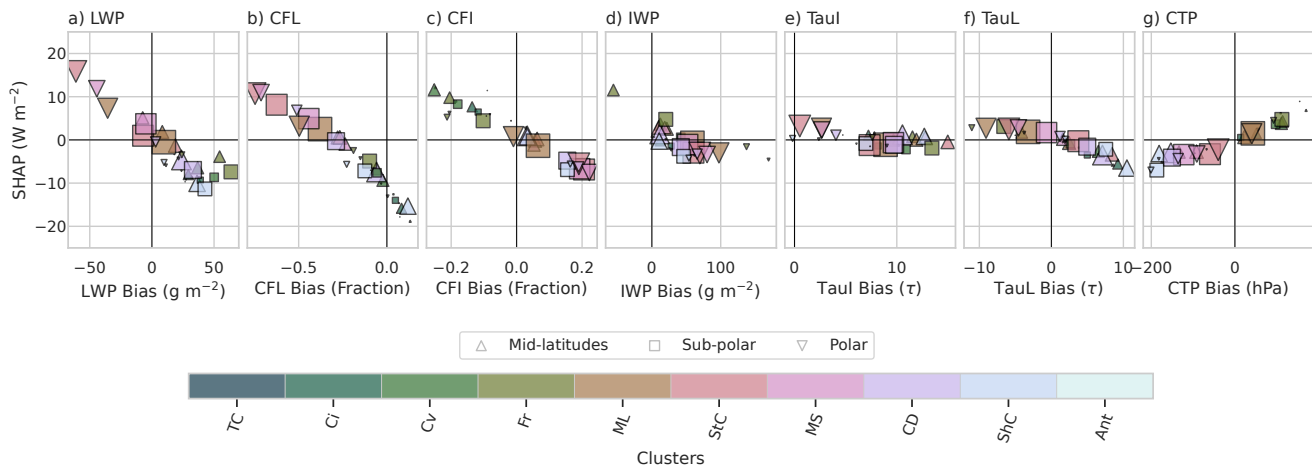 a) LWP
b) CFL
c) CFI
d) IWP
e) TauI
f) TauL
g) CTP
SHAP (W m−2)
20
10
0
−10
−20
−50 0 50
−0.5 0.0
−0.2 0.0 0.2
0 100
0 10
−10 0 10
−200 0
LWP Bias (g m−2)
CFL Bias (Fraction)
CFI Bias (Fraction)
IWP Bias (g m−2)
TauI Bias (τ)
TauL Bias (τ)
CTP Bias (hPa)
Mid-latitudes Sub-polar Polar
TC Ci Cv Fr ML StC MS CD ShC Ant
Clusters